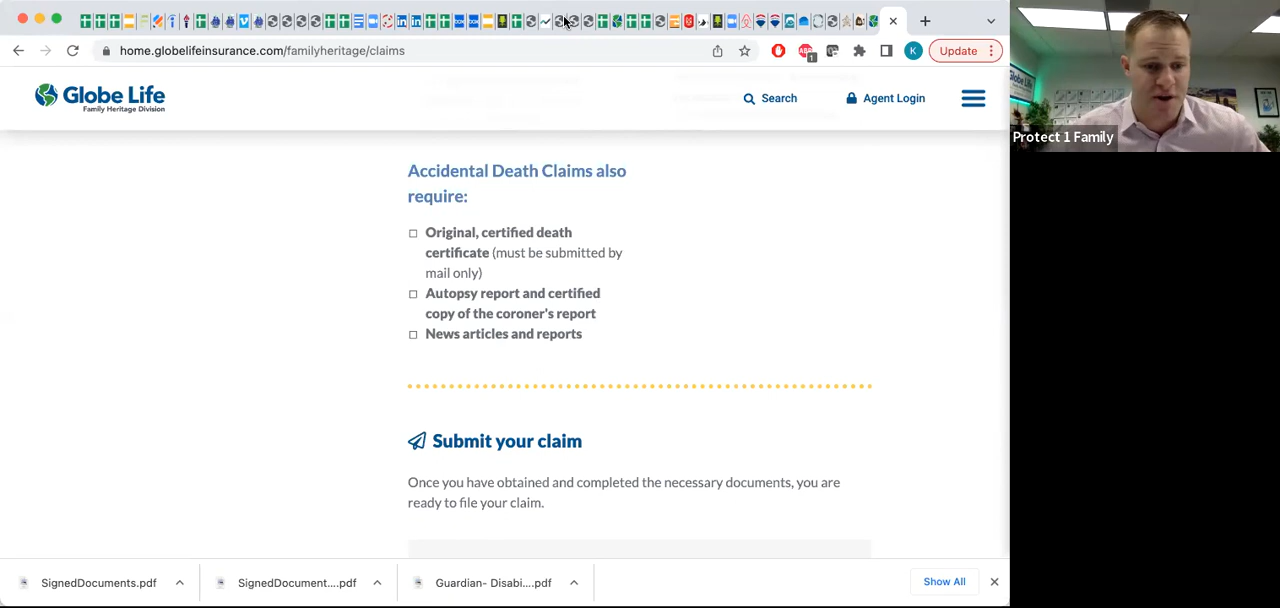 home.globelifeinsurance.com/familyheritage/claims
K
Update
1
Globe Life
Family Heritage Division
Search
Agent Login
Protect 1 Family
Accidental Death Claims also
require:
Original, certified death
certificate (must be submitted by
mail only)
Autopsy report and certified
copy of the coroner's report
News articles and reports
Submit your claim
Once you have obtained and completed the necessary documents, you are
ready to file your claim.
SignedDocuments.pdf
SignedDocument....pdf
Guardian- Disabi....pdf
Show All